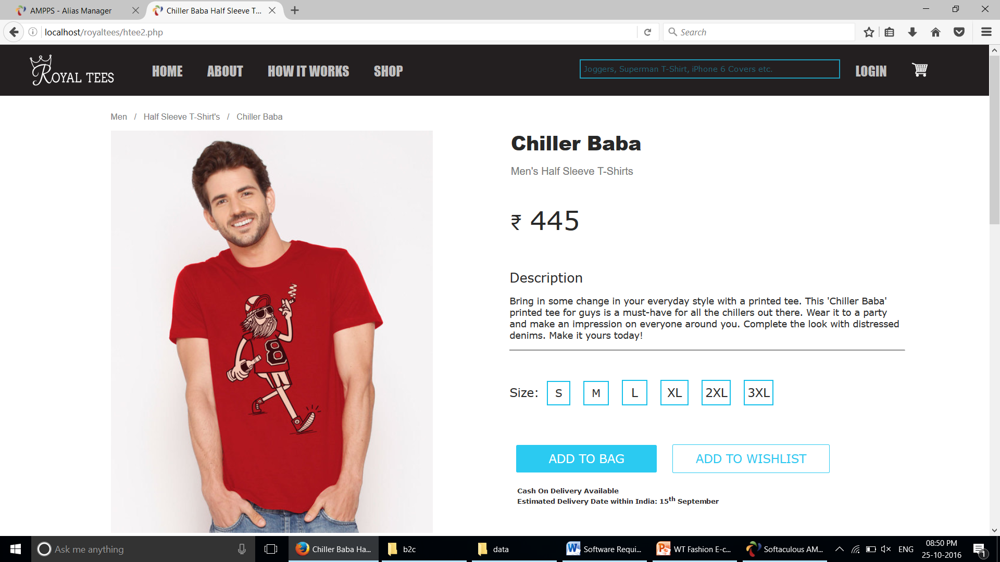 AMPPS - Alias Manager
Chiller Baba Half Sleeve T...
localhost/royaltees/htee2.php
Search
ROYAL TEES
HOME
ABOUT
HOW IT WORKS
SHOP
Joggers, Superman T-Shirt, iPhone 6 Covers etc.
LOGIN
Men / Half Sleeve T-Shirt's / Chiller Baba
Chiller Baba
Men's Half Sleeve T-Shirts
₹ 445
Description
Bring in some change in your everyday style with a printed tee. This 'Chiller Baba'
printed tee for guys is a must-have for all the chillers out there. Wear it to a party
and make an impression on everyone around you. Complete the look with distressed
denims. Make it yours today!
8
Size: S M L XL 2XL 3XL
ADD TO BAG
ADD TO WISHLIST
Cash On Delivery Available
Estimated Delivery Date within India: 15th September
Ask me anything
Chiller Baba Ha...
b2c
data
Software Requi...
WT Fashion E-c...
Softaculous AM...
ENG
08:50 PM
25-10-2016
1